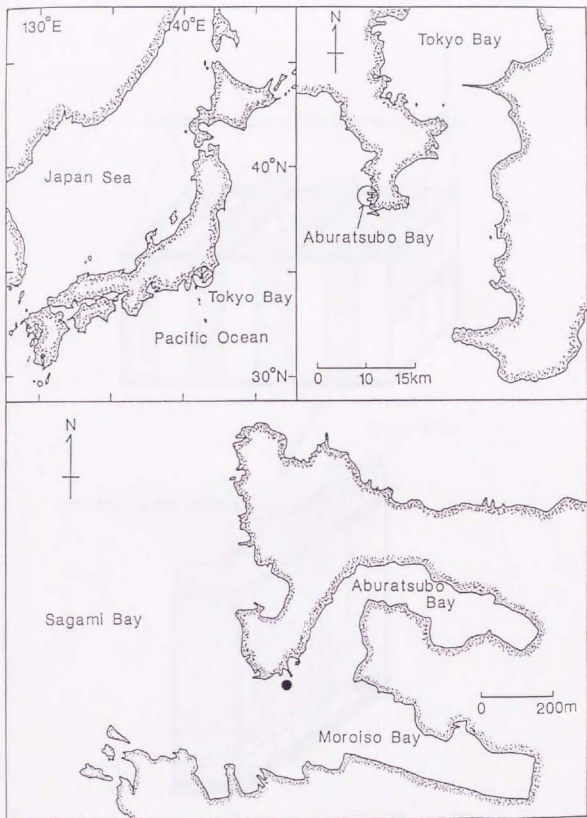 130°E
140°E
Japan Sea
40°N
Tokyo Bay
Pacific Ocean
30°N
N
Tokyo Bay
Aburatsubo Bay
0 10 15km
N
Aburatsubo
Bay
Sagami Bay
0 200m
Moroiso Bay